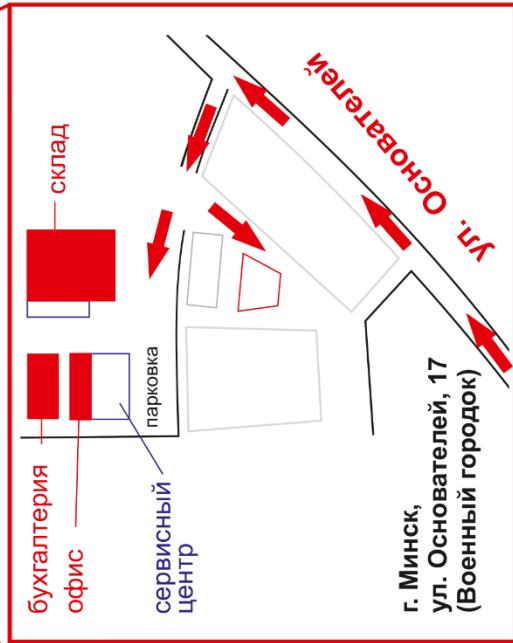 склад
ул. Основателей
бухгалтерия
офис
парковка
сервисный
центр
г. Минск,
ул. Основателей, 17
(Военный городок)